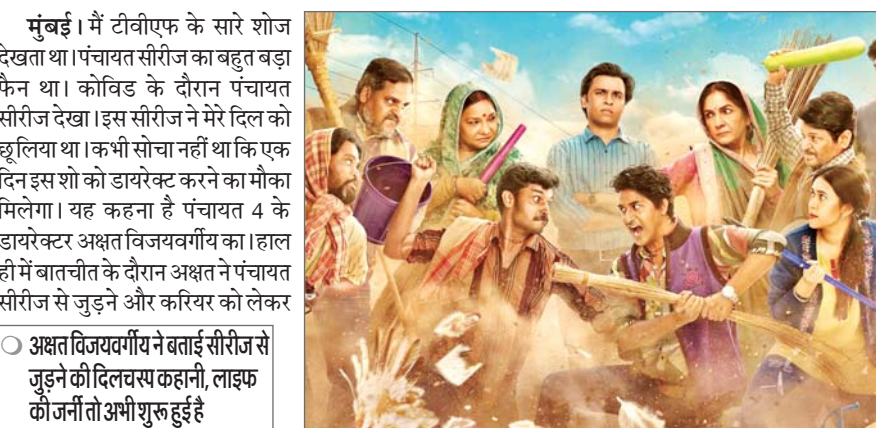 मुंबई। मैं टीवीएफ के सारे शोज
देखता था।पंचायत सीरीज का बहुत बड़ा
फैन था। कोविड के दौरान पंचायत
सीरीज देखा।इस सीरीज ने मेरे दिल को
छू लिया था।कभी सोचा नहीं था कि एक
दिन इस शो को डायरेक्ट करने का मौका
मिलेगा। यह कहना है पंचायत 4 के
डायरेक्टर अक्षत विजयवर्गीय का।हाल
ही में बातचीत के दौरान अक्षत ने पंचायत
सीरीज से जुड़ने और करियर को लेकर
अक्षत विजयवर्गीय ने बताई सीरीज से
जुड़ने की दिलचस्प कहानी, लाइफ
की जर्नी तो अभी शुरू हुई है